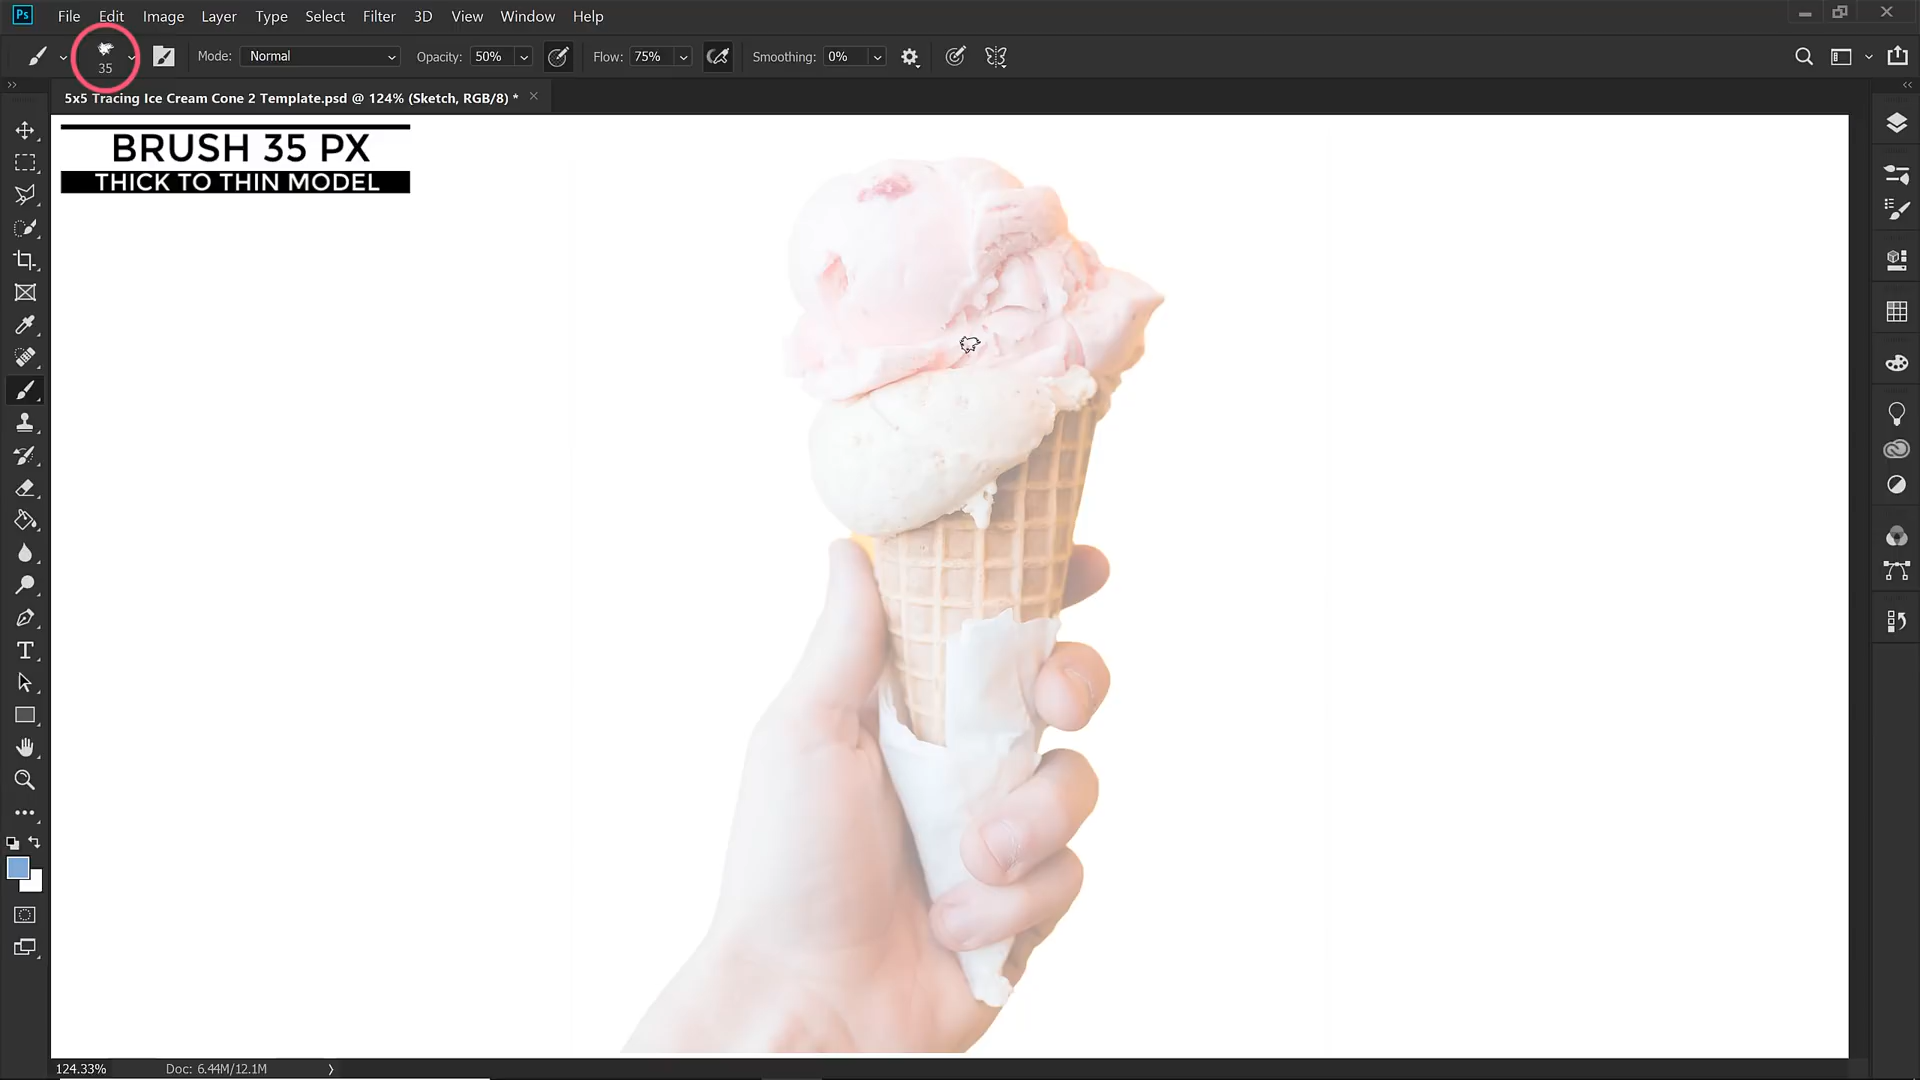 Ps File Edit Image Layer Type Select Filter 3D View Window Help
35 Mode: Normal Opacity: 50% Flow: 75% Smoothing: 0%
5x5 Tracing Ice Cream Cone 2 Template.psd @ 124% (Sketch, RGB/8) *
BRUSH 35 PX
THICK TO THIN MODEL
124.33% Doc: 6.44M/12.1M